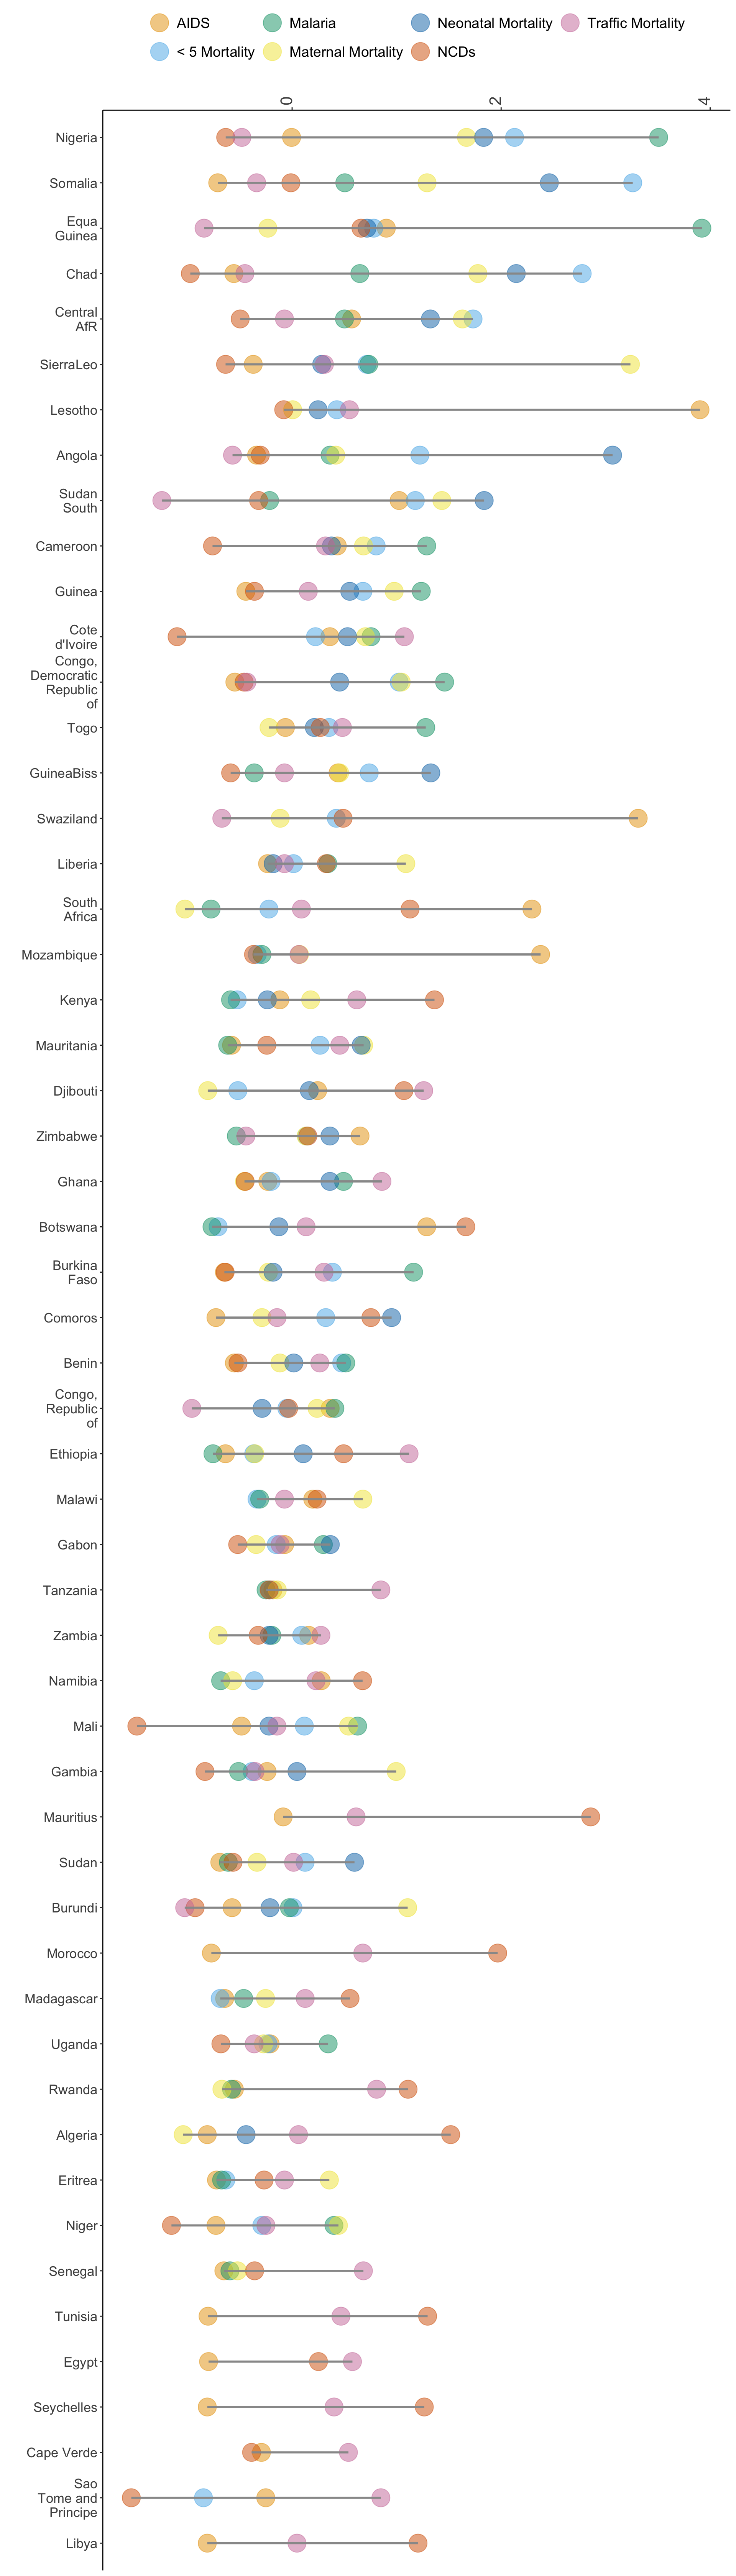 AIDS Malaria Neonatal Mortality Traffic Mortality
< 5 Mortality Maternal Mortality NCDs
0 2 4
Nigeria
Somalia
Equa
Guinea
Chad
Central
AfR
SierraLeo
Lesotho
Angola
Sudan
South
Cameroon
Guinea
Cote
d'Ivoire
Congo,
Democratic
Republic
of
Togo
GuineaBiss
Swaziland
Liberia
South
Africa
Mozambique
Kenya
Mauritania
Djibouti
Zimbabwe
Ghana
Botswana
Burkina
Faso
Comoros
Benin
Congo,
Republic
of
Ethiopia
Malawi
Gabon
Tanzania
Zambia
Namibia
Mali
Gambia
Mauritius
Sudan
Burundi
Morocco
Madagascar
Uganda
Rwanda
Algeria
Eritrea
Niger
Senegal
Tunisia
Egypt
Seychelles
Cape Verde
Sao
Tome and
Principe
Libya